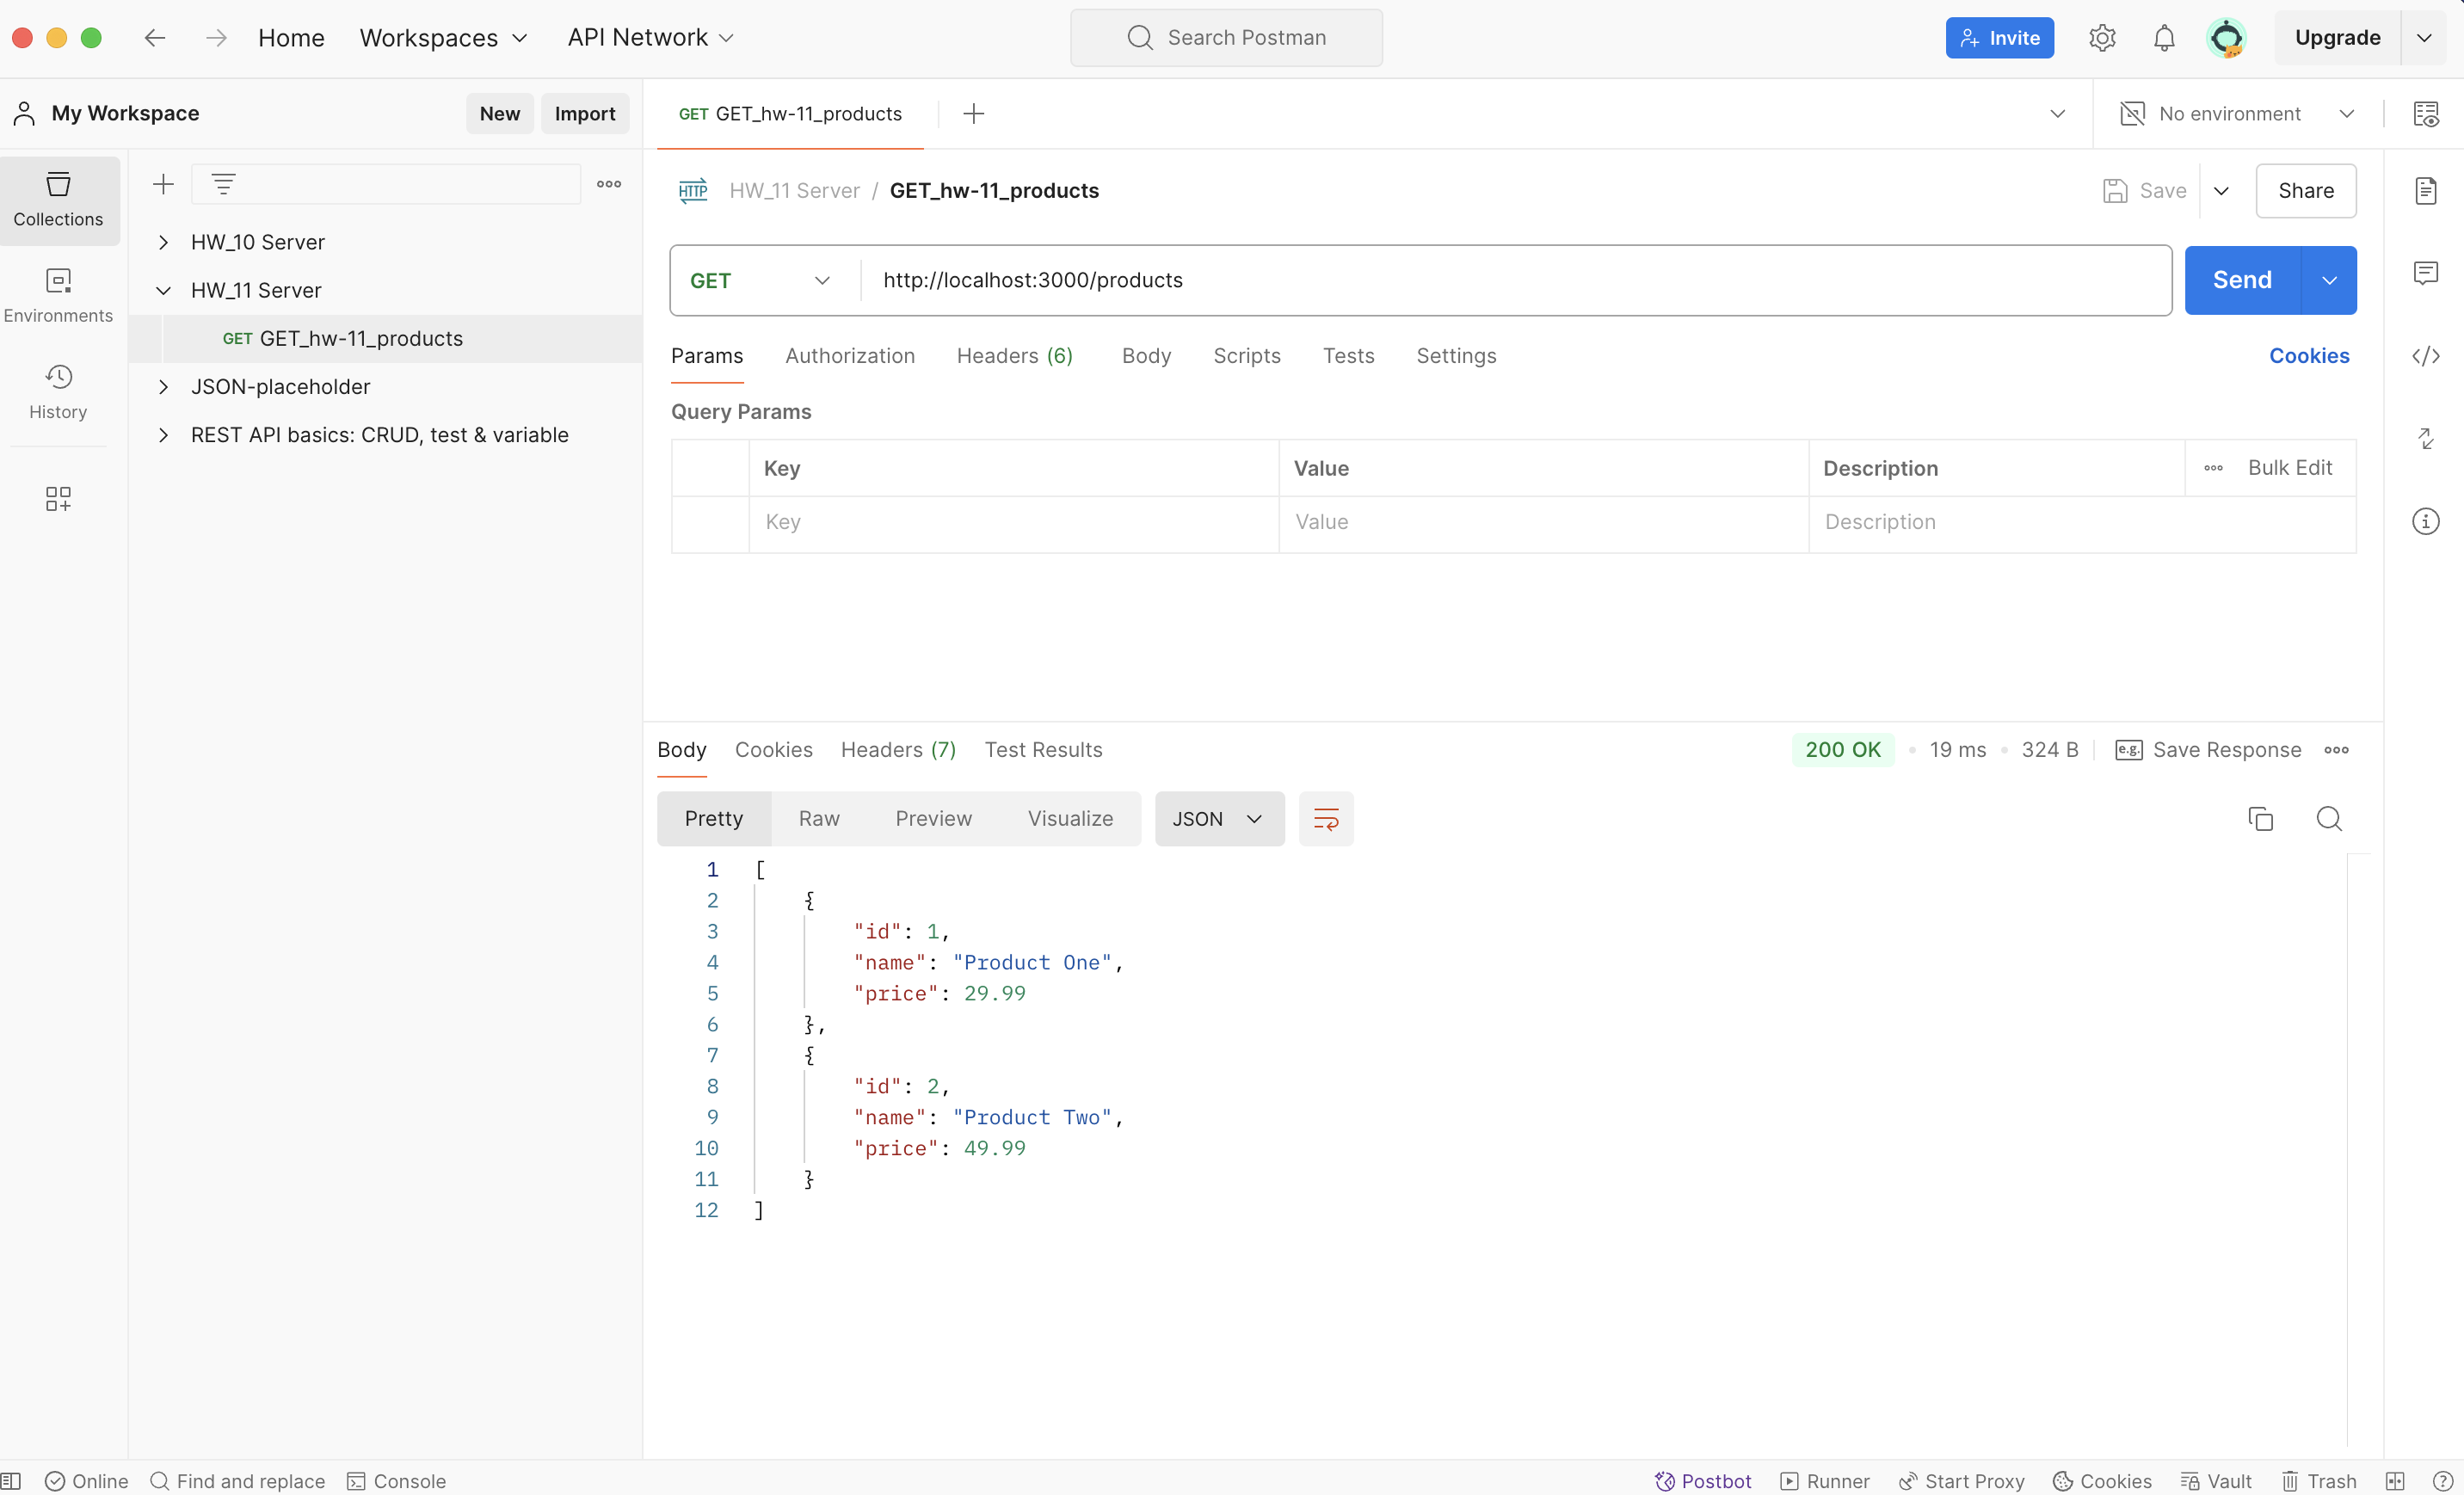 Home Workspaces API Network Search Postman Invite Upgrade
My Workspace New Import GET GET_hw-11_products No environment
Collections
Environments
History
HW_10 Server
HW_11 Server
GET GET_hw-11_products
JSON-placeholder
REST API basics: CRUD, test & variable
HTTP HW_11 Server / GET_hw-11_products Save Share
GET http://localhost:3000/products Send
Params Authorization Headers (6) Body Scripts Tests Settings Cookies
Query Params
Key Value Description Bulk Edit
Key Value Description
Body Cookies Headers (7) Test Results 200 OK 19 ms 324 B e.g. Save Response
Pretty Raw Preview Visualize JSON
1 [
2 {
3 "id": 1,
4 "name": "Product One",
5 "price": 29.99
6 },
7 {
8 "id": 2,
9 "name": "Product Two",
10 "price": 49.99
11 }
12 ]
Online Find and replace Console Postbot Runner Start Proxy Cookies Vault Trash